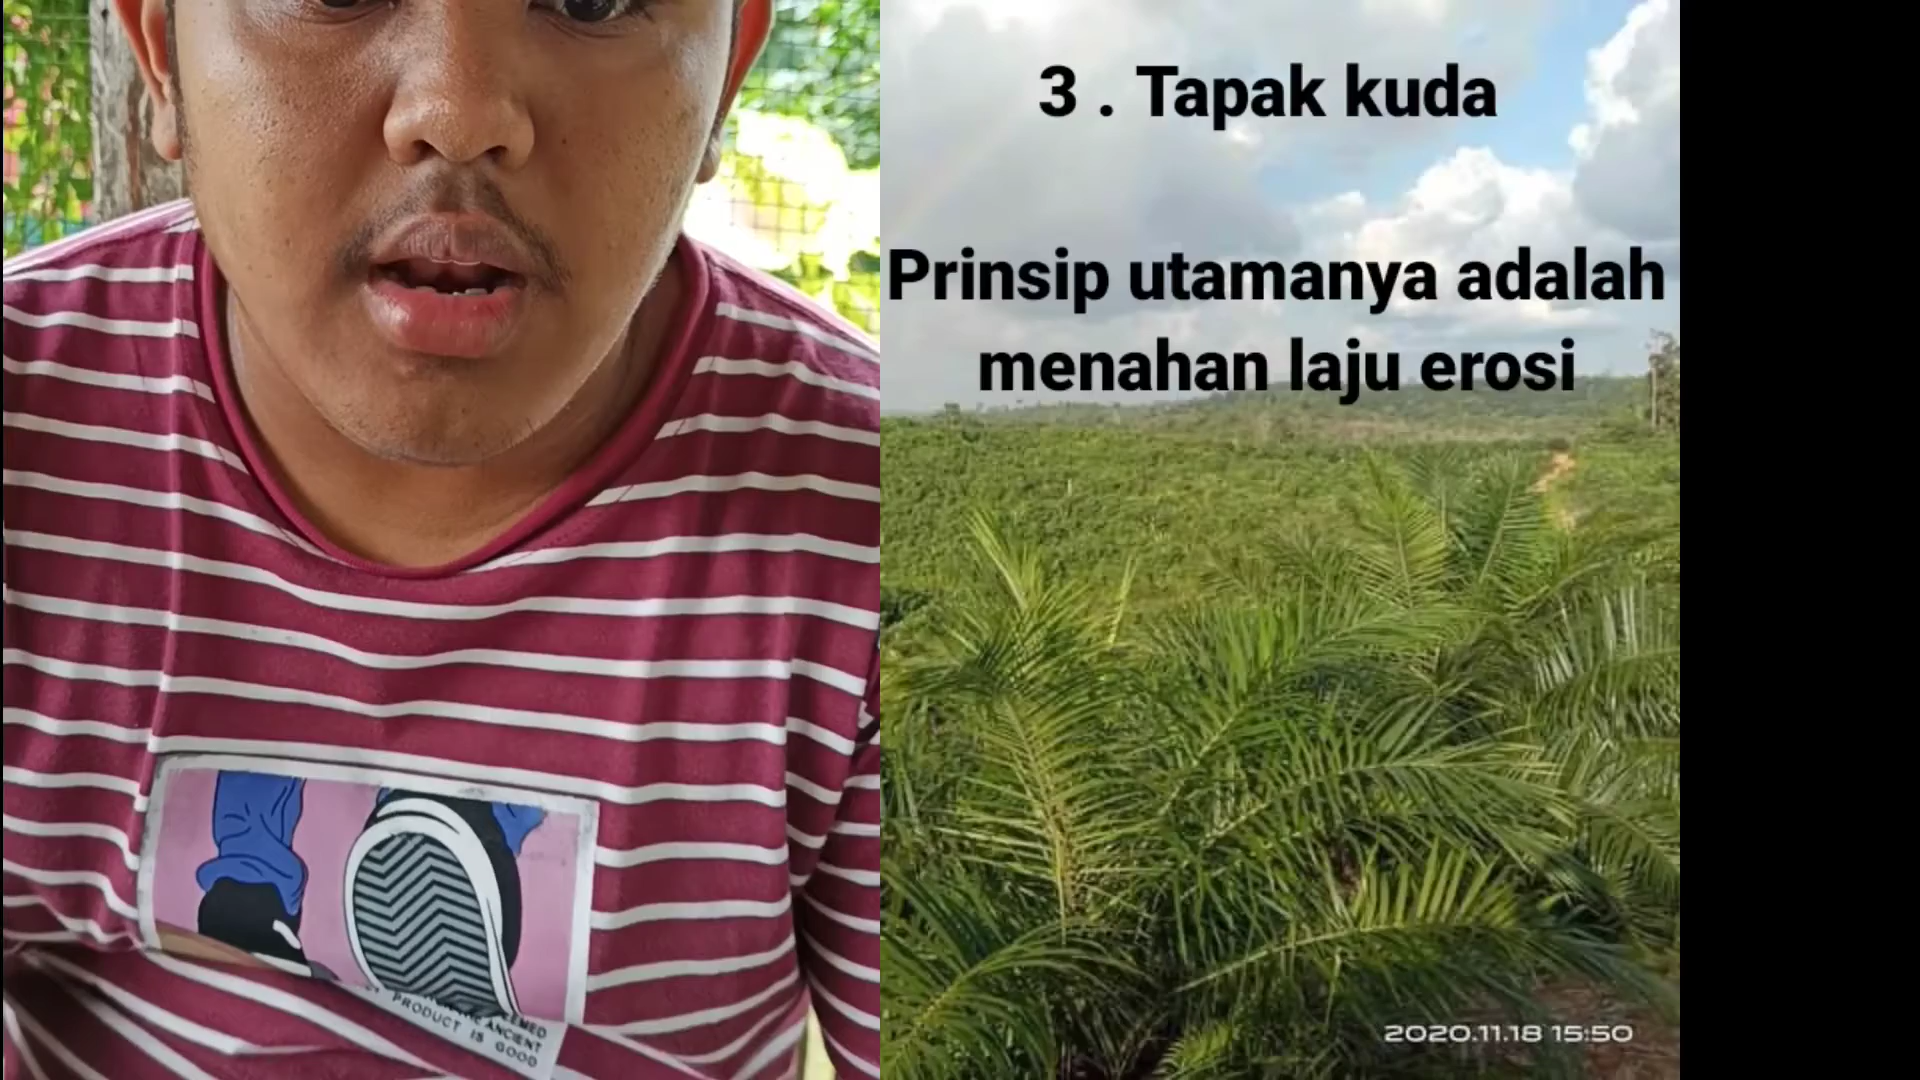 3 . Tapak kuda
Prinsip utamanya adalah
menahan laju erosi
PRODUCT IS GOOD
2020.11.18 15:50